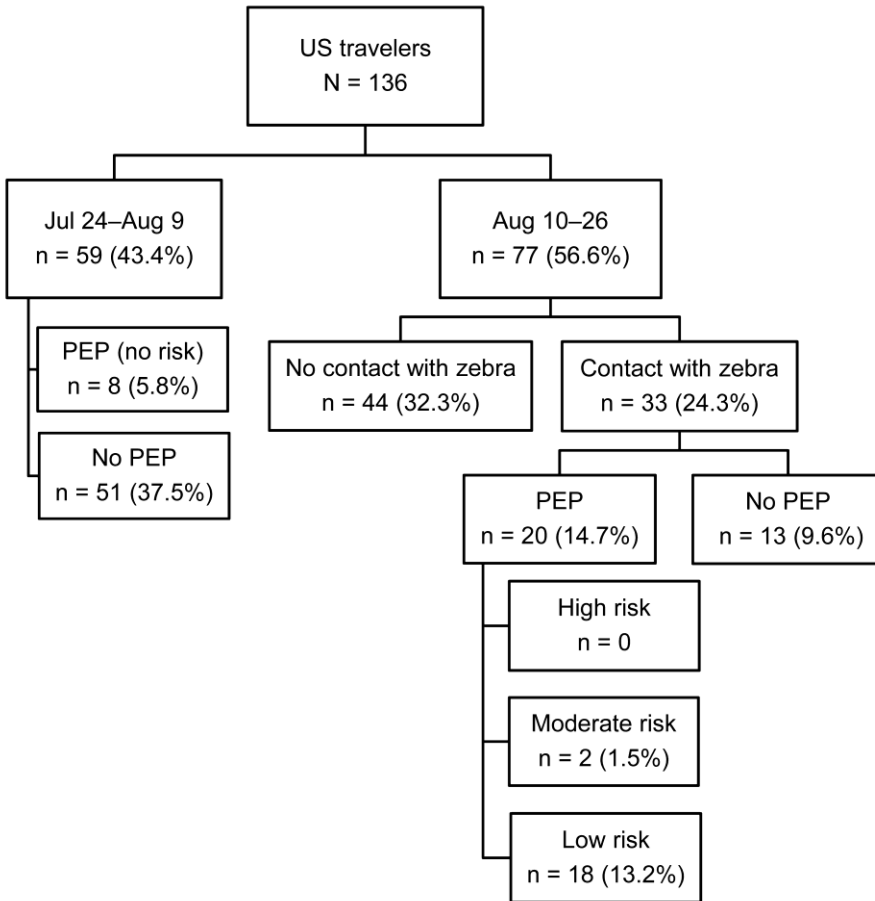 US travelers
N = 136
Jul 24–Aug 9
n = 59 (43.4%)
Aug 10–26
n = 77 (56.6%)
PEP (no risk)
n = 8 (5.8%)
No PEP
n = 51 (37.5%)
No contact with zebra
n = 44 (32.3%)
Contact with zebra
n = 33 (24.3%)
PEP
n = 20 (14.7%)
No PEP
n = 13 (9.6%)
High risk
n = 0
Moderate risk
n = 2 (1.5%)
Low risk
n = 18 (13.2%)